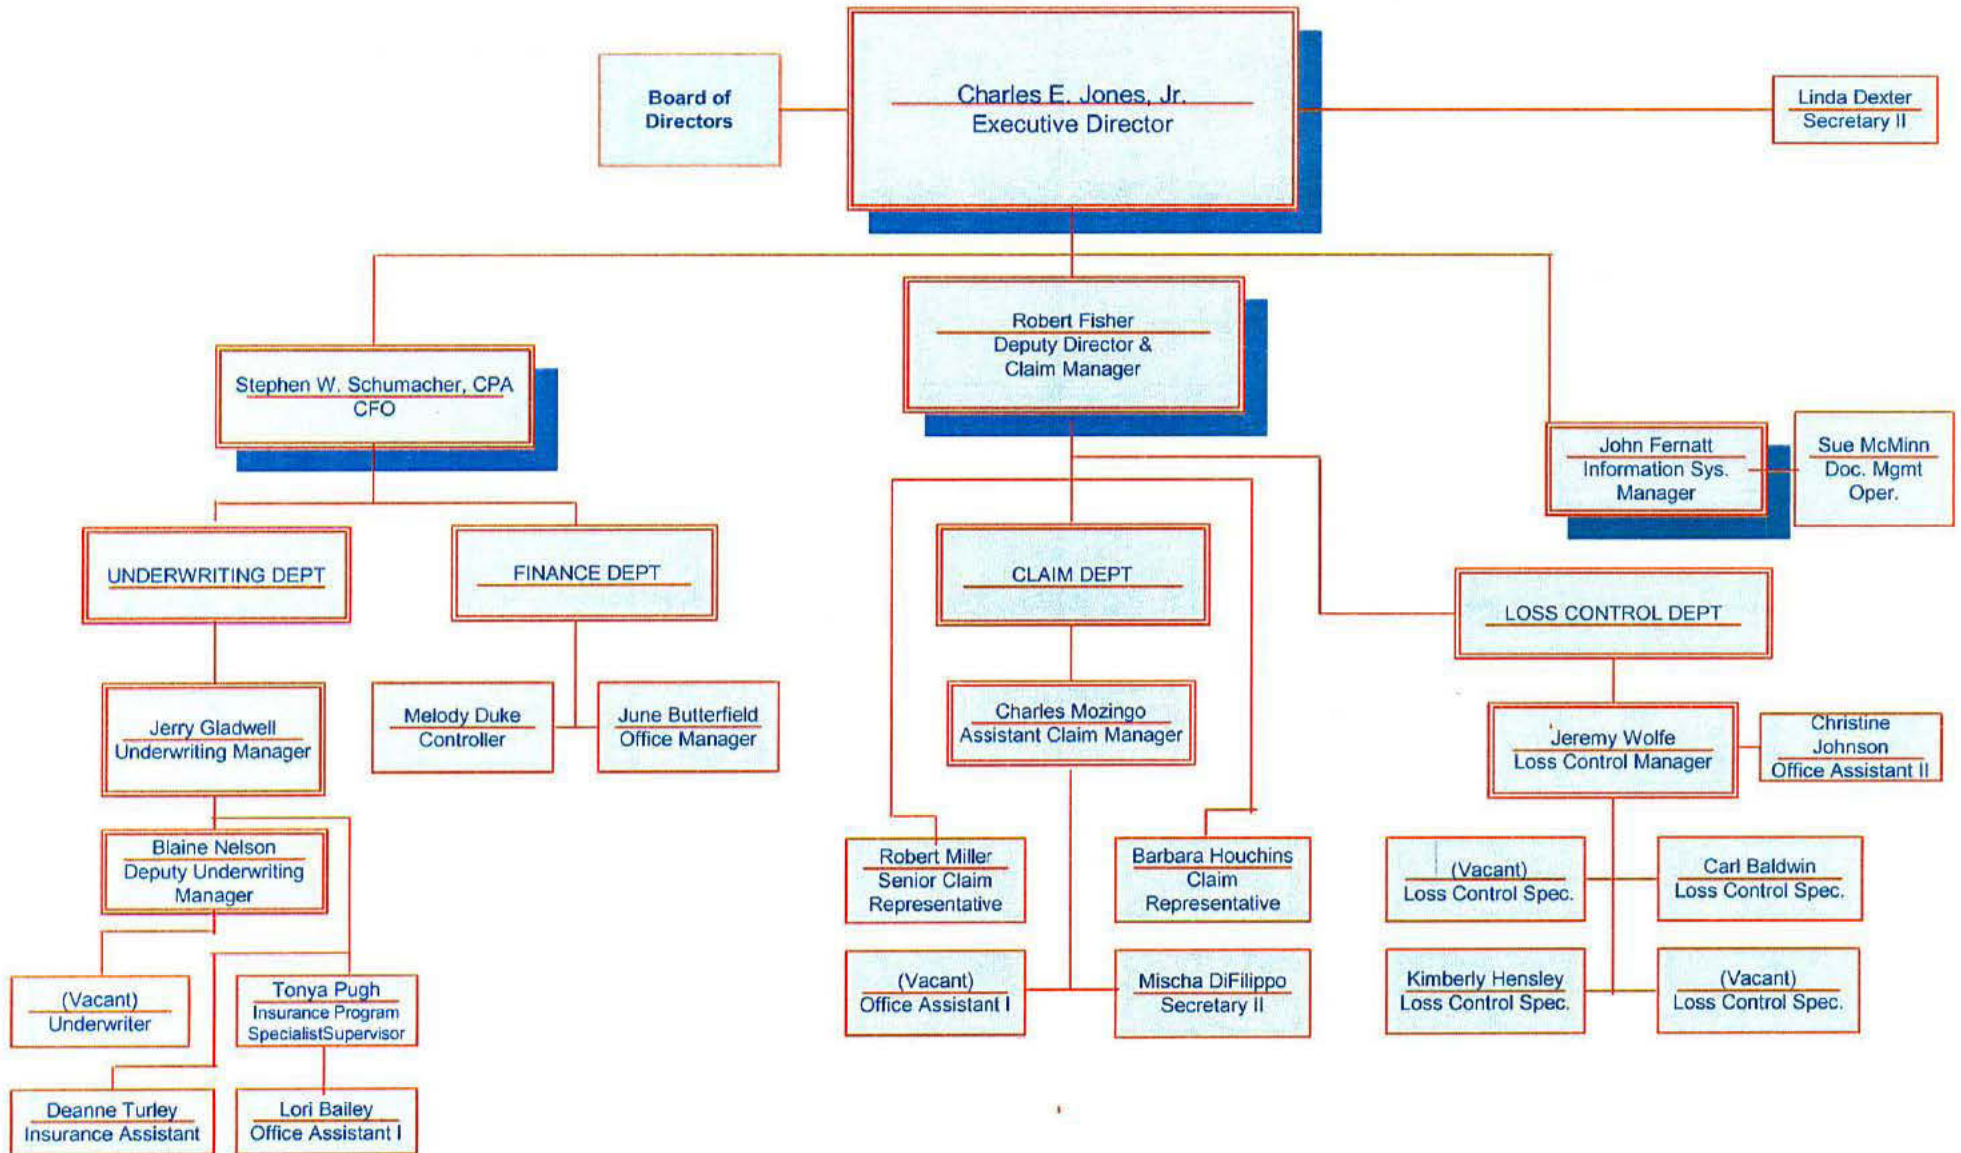 Board of
Directors
Charles E. Jones, Jr.
Executive Director
Linda Dexter
Secretary II
Robert Fisher
Deputy Director &
Claim Manager
Stephen W. Schumacher, CPA
CFO
John Fernatt
Information Sys.
Manager
Sue McMinn
Doc. Mgmt
Oper.
UNDERWRITING DEPT
FINANCE DEPT
CLAIM DEPT
LOSS CONTROL DEPT
Jerry Gladwell
Underwriting Manager
Melody Duke
Controller
June Butterfield
Office Manager
Charles Mozingo
Assistant Claim Manager
Jeremy Wolfe
Loss Control Manager
Christine
Johnson
Office Assistant II
Blaine Nelson
Deputy Underwriting
Manager
Robert Miller
Senior Claim
Representative
Barbara Houchins
Claim
Representative
(Vacant)
Loss Control Spec.
Carl Baldwin
Loss Control Spec.
(Vacant)
Underwriter
Tonya Pugh
Insurance Program
SpecialistSupervisor
(Vacant)
Office Assistant I
Mischa DiFilippo
Secretary II
Kimberly Hensley
Loss Control Spec.
(Vacant)
Loss Control Spec.
Deanne Turley
Insurance Assistant
Lori Bailey
Office Assistant I